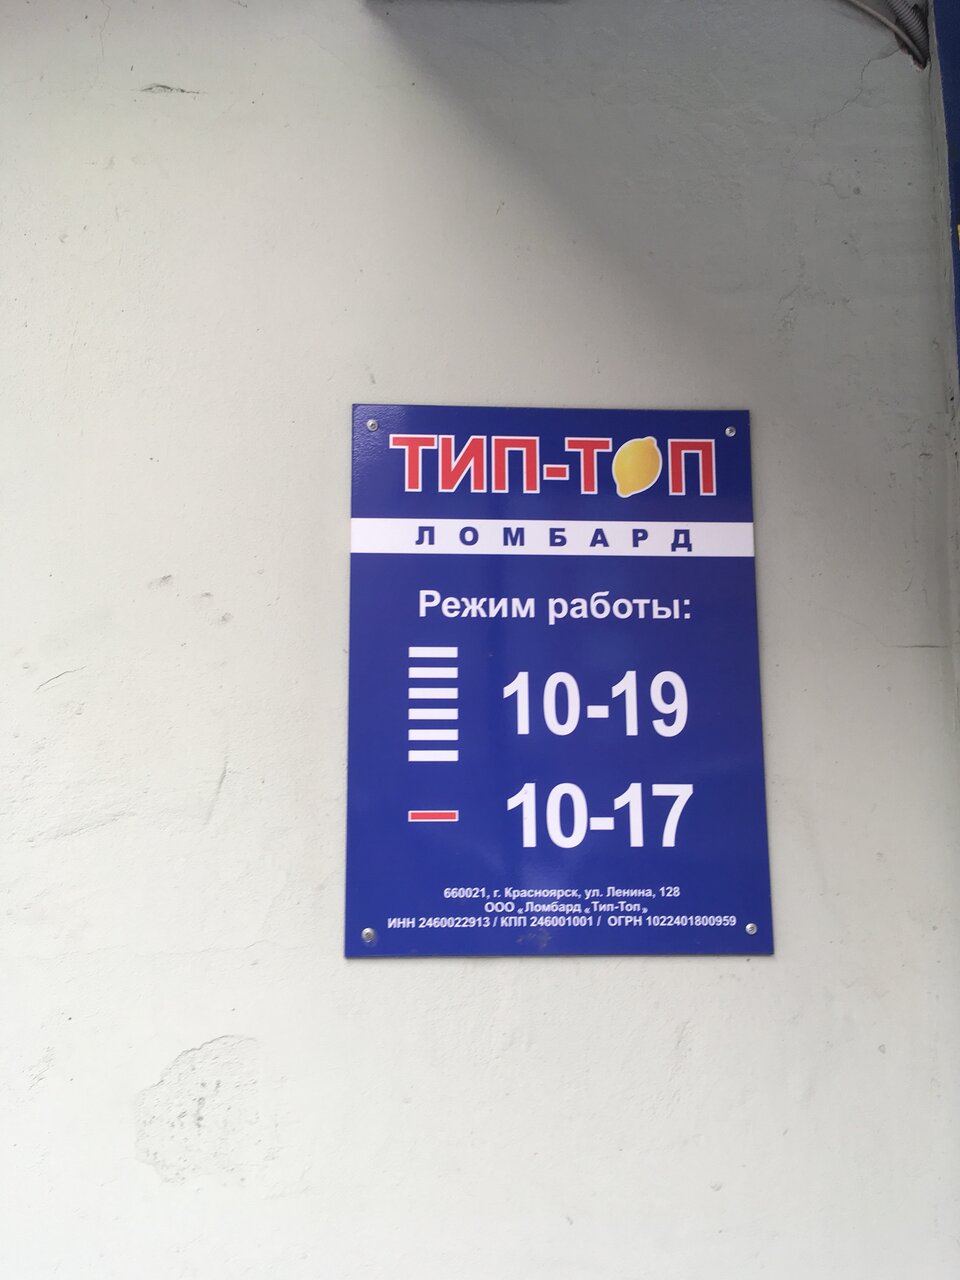 ТИП-ТОП
ЛОМБАРД
Режим работы:
10-19
10-17
660021, г. Красноярск, ул. Ленина, 128
ООО „Ломбард „Тип-Топ„
ИНН 2460022913 / КПП 246001001 / ОГРН 1022401800959